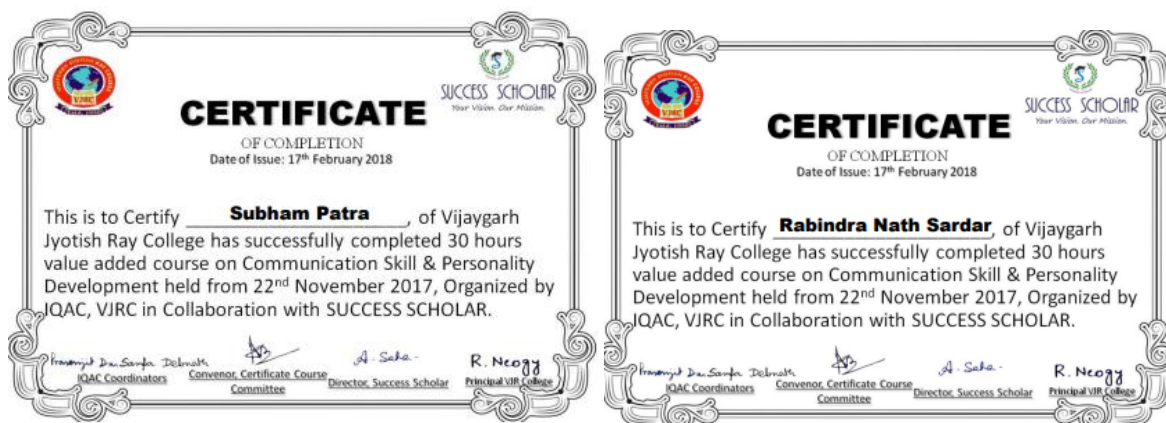 VJRC
SUCCESS SCHOLAR
Your Vision. Our Mission.
CERTIFICATE
OF COMPLETION
Date of Issue: 17th February 2018
This is to Certify Subham Patra, of Vijaygarh
Jyotish Ray College has successfully completed 30 hours
value added course on Communication Skill & Personality
Development held from 22nd November 2017, Organized by
IQAC, VJRC in Collaboration with SUCCESS SCHOLAR.
A. Saha
R. Neogy
IQAC Coordinators
Convenor, Certificate Course
Committee
Director, Success Scholar
Principal VJR College
VJRC
SUCCESS SCHOLAR
Your Vision. Our Mission.
CERTIFICATE
OF COMPLETION
Date of Issue: 17th February 2018
This is to Certify Rabindra Nath Sardar, of Vijaygarh
Jyotish Ray College has successfully completed 30 hours
value added course on Communication Skill & Personality
Development held from 22nd November 2017, Organized by
IQAC, VJRC in Collaboration with SUCCESS SCHOLAR.
A. Saha
R. Neogy
IQAC Coordinators
Convenor, Certificate Course
Committee
Director, Success Scholar
Principal VJR College